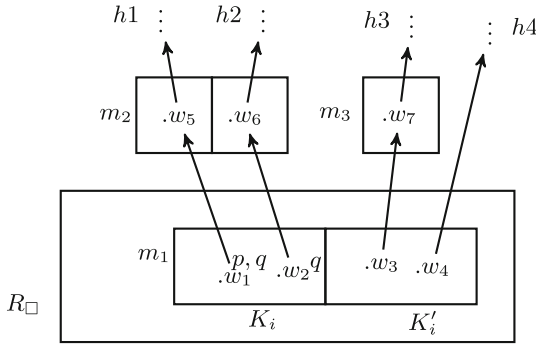 h1 ⋮ h2 ⋮ h3 ⋮ ⋮ h4
m₂ .w₅ .w₆ m₃ .w₇
m₁ p, q .w₁ .w₂ q .w₃ .w₄
R□ Kᵢ K′ᵢ